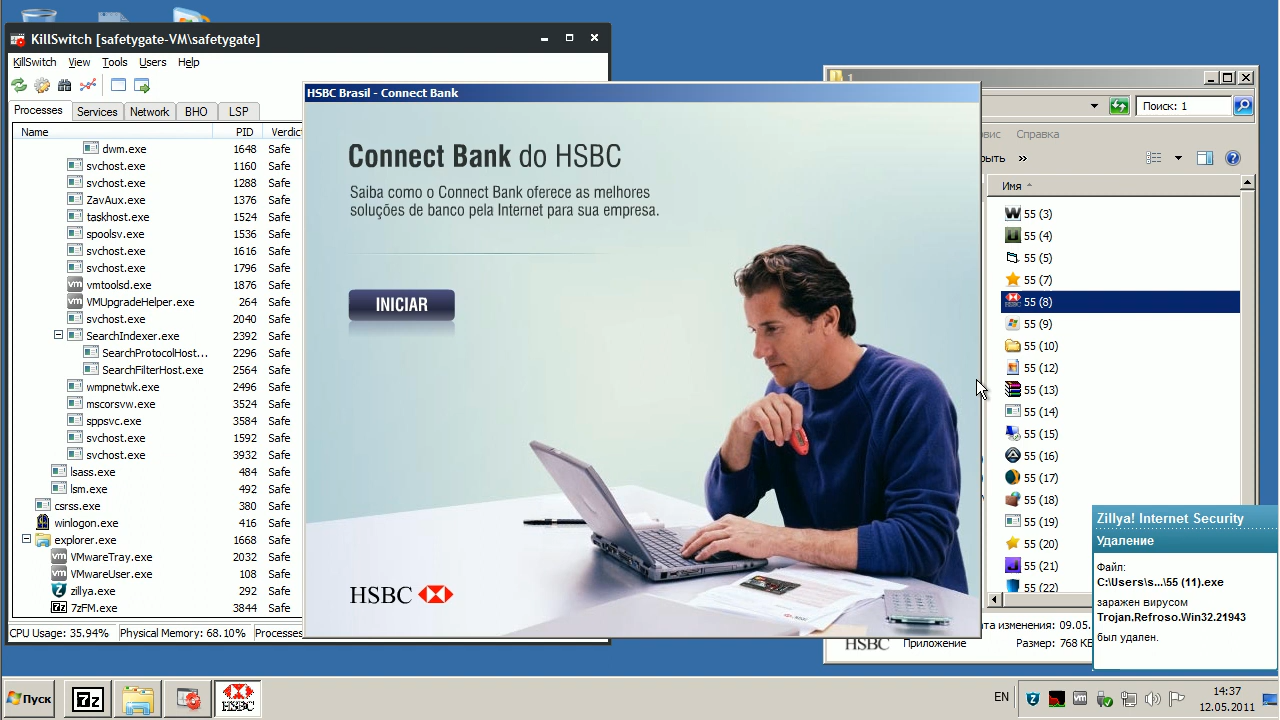 KillSwitch [safetygate-VM\safetygate]
KillSwitch View Tools Users Help
Processes Services Network BHO LSP
Name PID Verdic
dwm.exe 1648 Safe
svchost.exe 1160 Safe
svchost.exe 1288 Safe
ZavAux.exe 1376 Safe
taskhost.exe 1524 Safe
spoolsv.exe 1536 Safe
svchost.exe 1616 Safe
svchost.exe 1796 Safe
vmtoolsd.exe 1876 Safe
VMUpgradeHelper.exe 264 Safe
svchost.exe 2040 Safe
SearchIndexer.exe 2392 Safe
SearchProtocolHost... 2296 Safe
SearchFilterHost.exe 2564 Safe
wmpnetwk.exe 2496 Safe
mscorsvw.exe 3524 Safe
sppsvc.exe 3584 Safe
svchost.exe 1592 Safe
svchost.exe 3932 Safe
lsass.exe 484 Safe
lsm.exe 492 Safe
csrss.exe 380 Safe
winlogon.exe 416 Safe
explorer.exe 1668 Safe
VMwareTray.exe 2032 Safe
VMwareUser.exe 108 Safe
zillya.exe 292 Safe
7zFM.exe 3844 Safe
CPU Usage: 35.94% Physical Memory: 68.10% Processes
HSBC Brasil - Connect Bank
Connect Bank do HSBC
Saiba como o Connect Bank oferece as melhores
soluções de banco pela Internet para sua empresa.
INICIAR
HSBC
1
Поиск: 1
вис Справка
рыть »
Имя
55 (3)
55 (4)
55 (5)
55 (7)
55 (8)
55 (9)
55 (10)
55 (12)
55 (13)
55 (14)
55 (15)
55 (16)
55 (17)
55 (18)
55 (19)
55 (20)
55 (21)
55 (22)
ата изменения: 09.05.
HSBC Приложение Размер: 768 КБ
Zillya! Internet Security
Удаление
Файл:
C:\Users\s...\55 (11).exe
заражен вирусом
Trojan.Refroso.Win32.21943
был удален.
Пуск
7z
HSBC
EN
14:37
12.05.2011